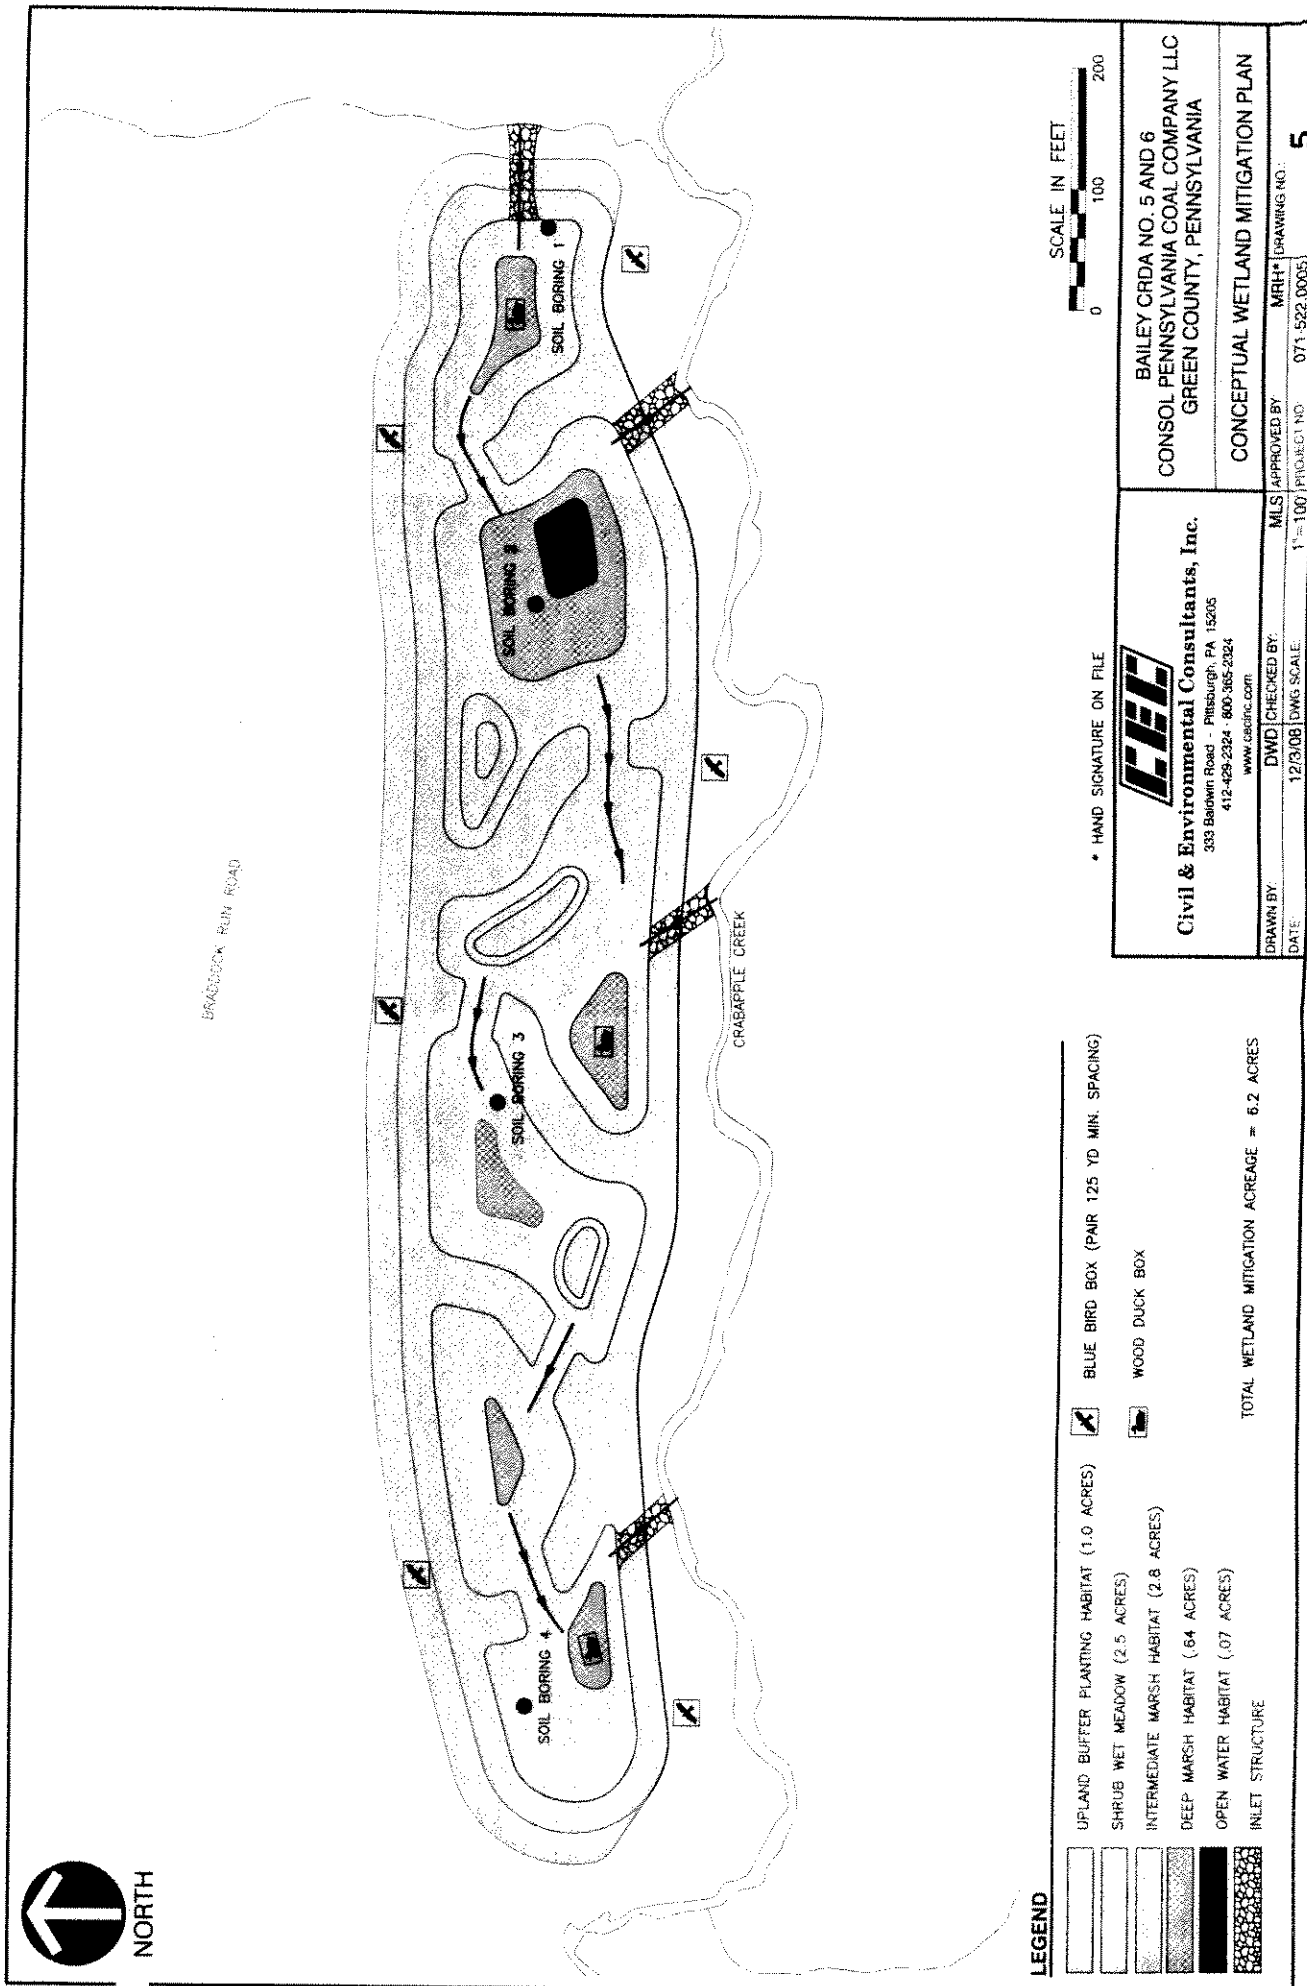 NORTH
BRADDOCK RUN ROAD
SOIL BORING 4
SOIL BORING 3
SOIL BORING 2
SOIL BORING 1
CRABAPPLE CREEK
SCALE IN FEET
0 100 200
* HAND SIGNATURE ON FILE
LEGEND
UPLAND BUFFER PLANTING HABITAT (1.0 ACRES)
SHRUB WET MEADOW (2.5 ACRES)
INTERMEDIATE MARSH HABITAT (2.8 ACRES)
DEEP MARSH HABITAT (.64 ACRES)
OPEN WATER HABITAT (.07 ACRES)
INLET STRUCTURE
BLUE BIRD BOX (PAIR 125 YD MIN. SPACING)
WOOD DUCK BOX
TOTAL WETLAND MITIGATION ACREAGE = 6.2 ACRES
CEC
Civil & Environmental Consultants, Inc.
333 Baldwin Road - Pittsburgh, PA 15205
412-429-2324 · 800-365-2324
www.cecinc.com
BAILEY CRDA NO. 5 AND 6
CONSOL PENNSYLVANIA COAL COMPANY LLC
GREEN COUNTY, PENNSYLVANIA
CONCEPTUAL WETLAND MITIGATION PLAN
DRAWN BY: DWD CHECKED BY: MLS APPROVED BY: MRH* DRAWING NO.:
DATE: 12/3/08 DWG SCALE: 1"=100' PROJECT NO: 071-522.0005
5